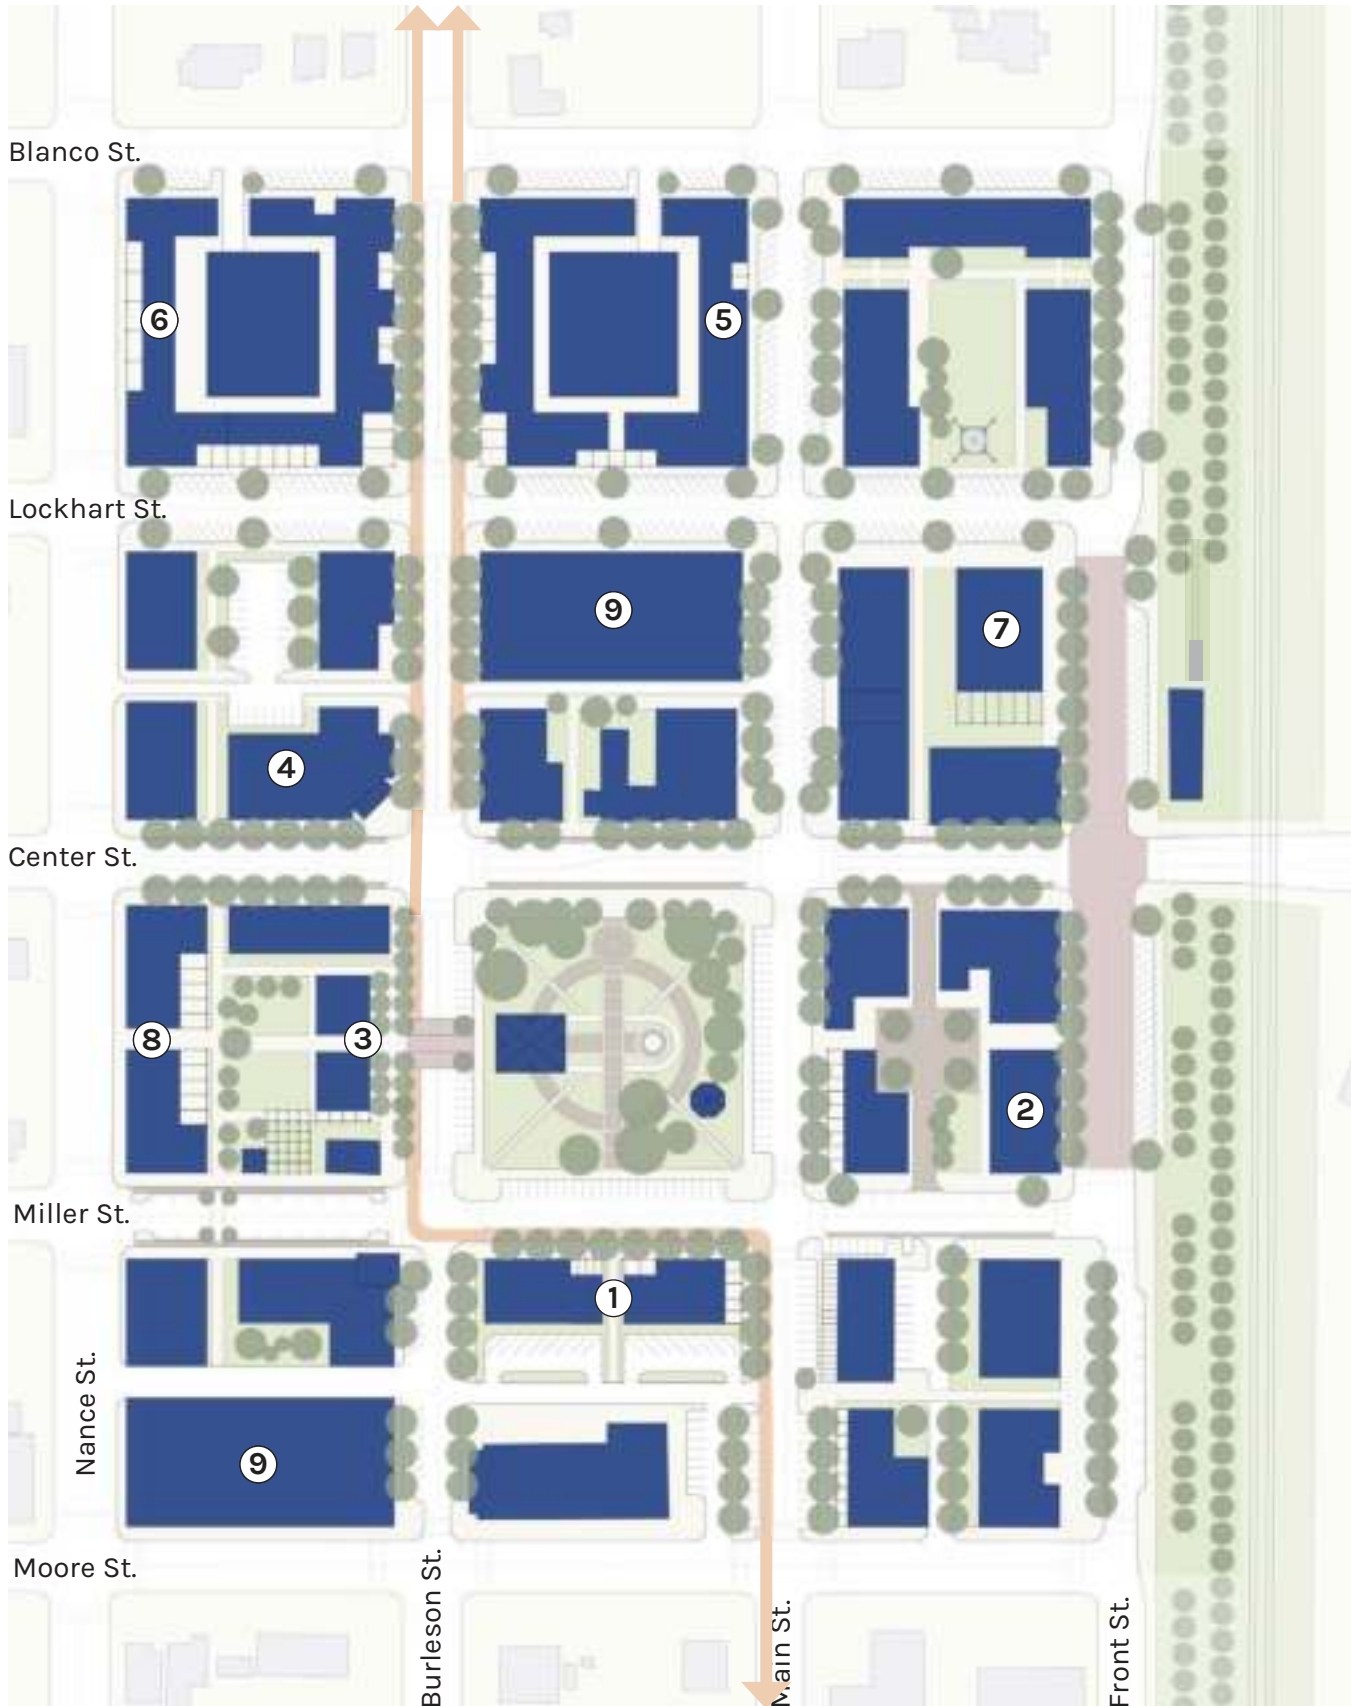 Blanco St.
6
5
Lockhart St.
9
7
4
Center St.
8
3
2
Miller St.
1
Nance St.
9
Moore St.
Burleson St.
Main St.
Front St.